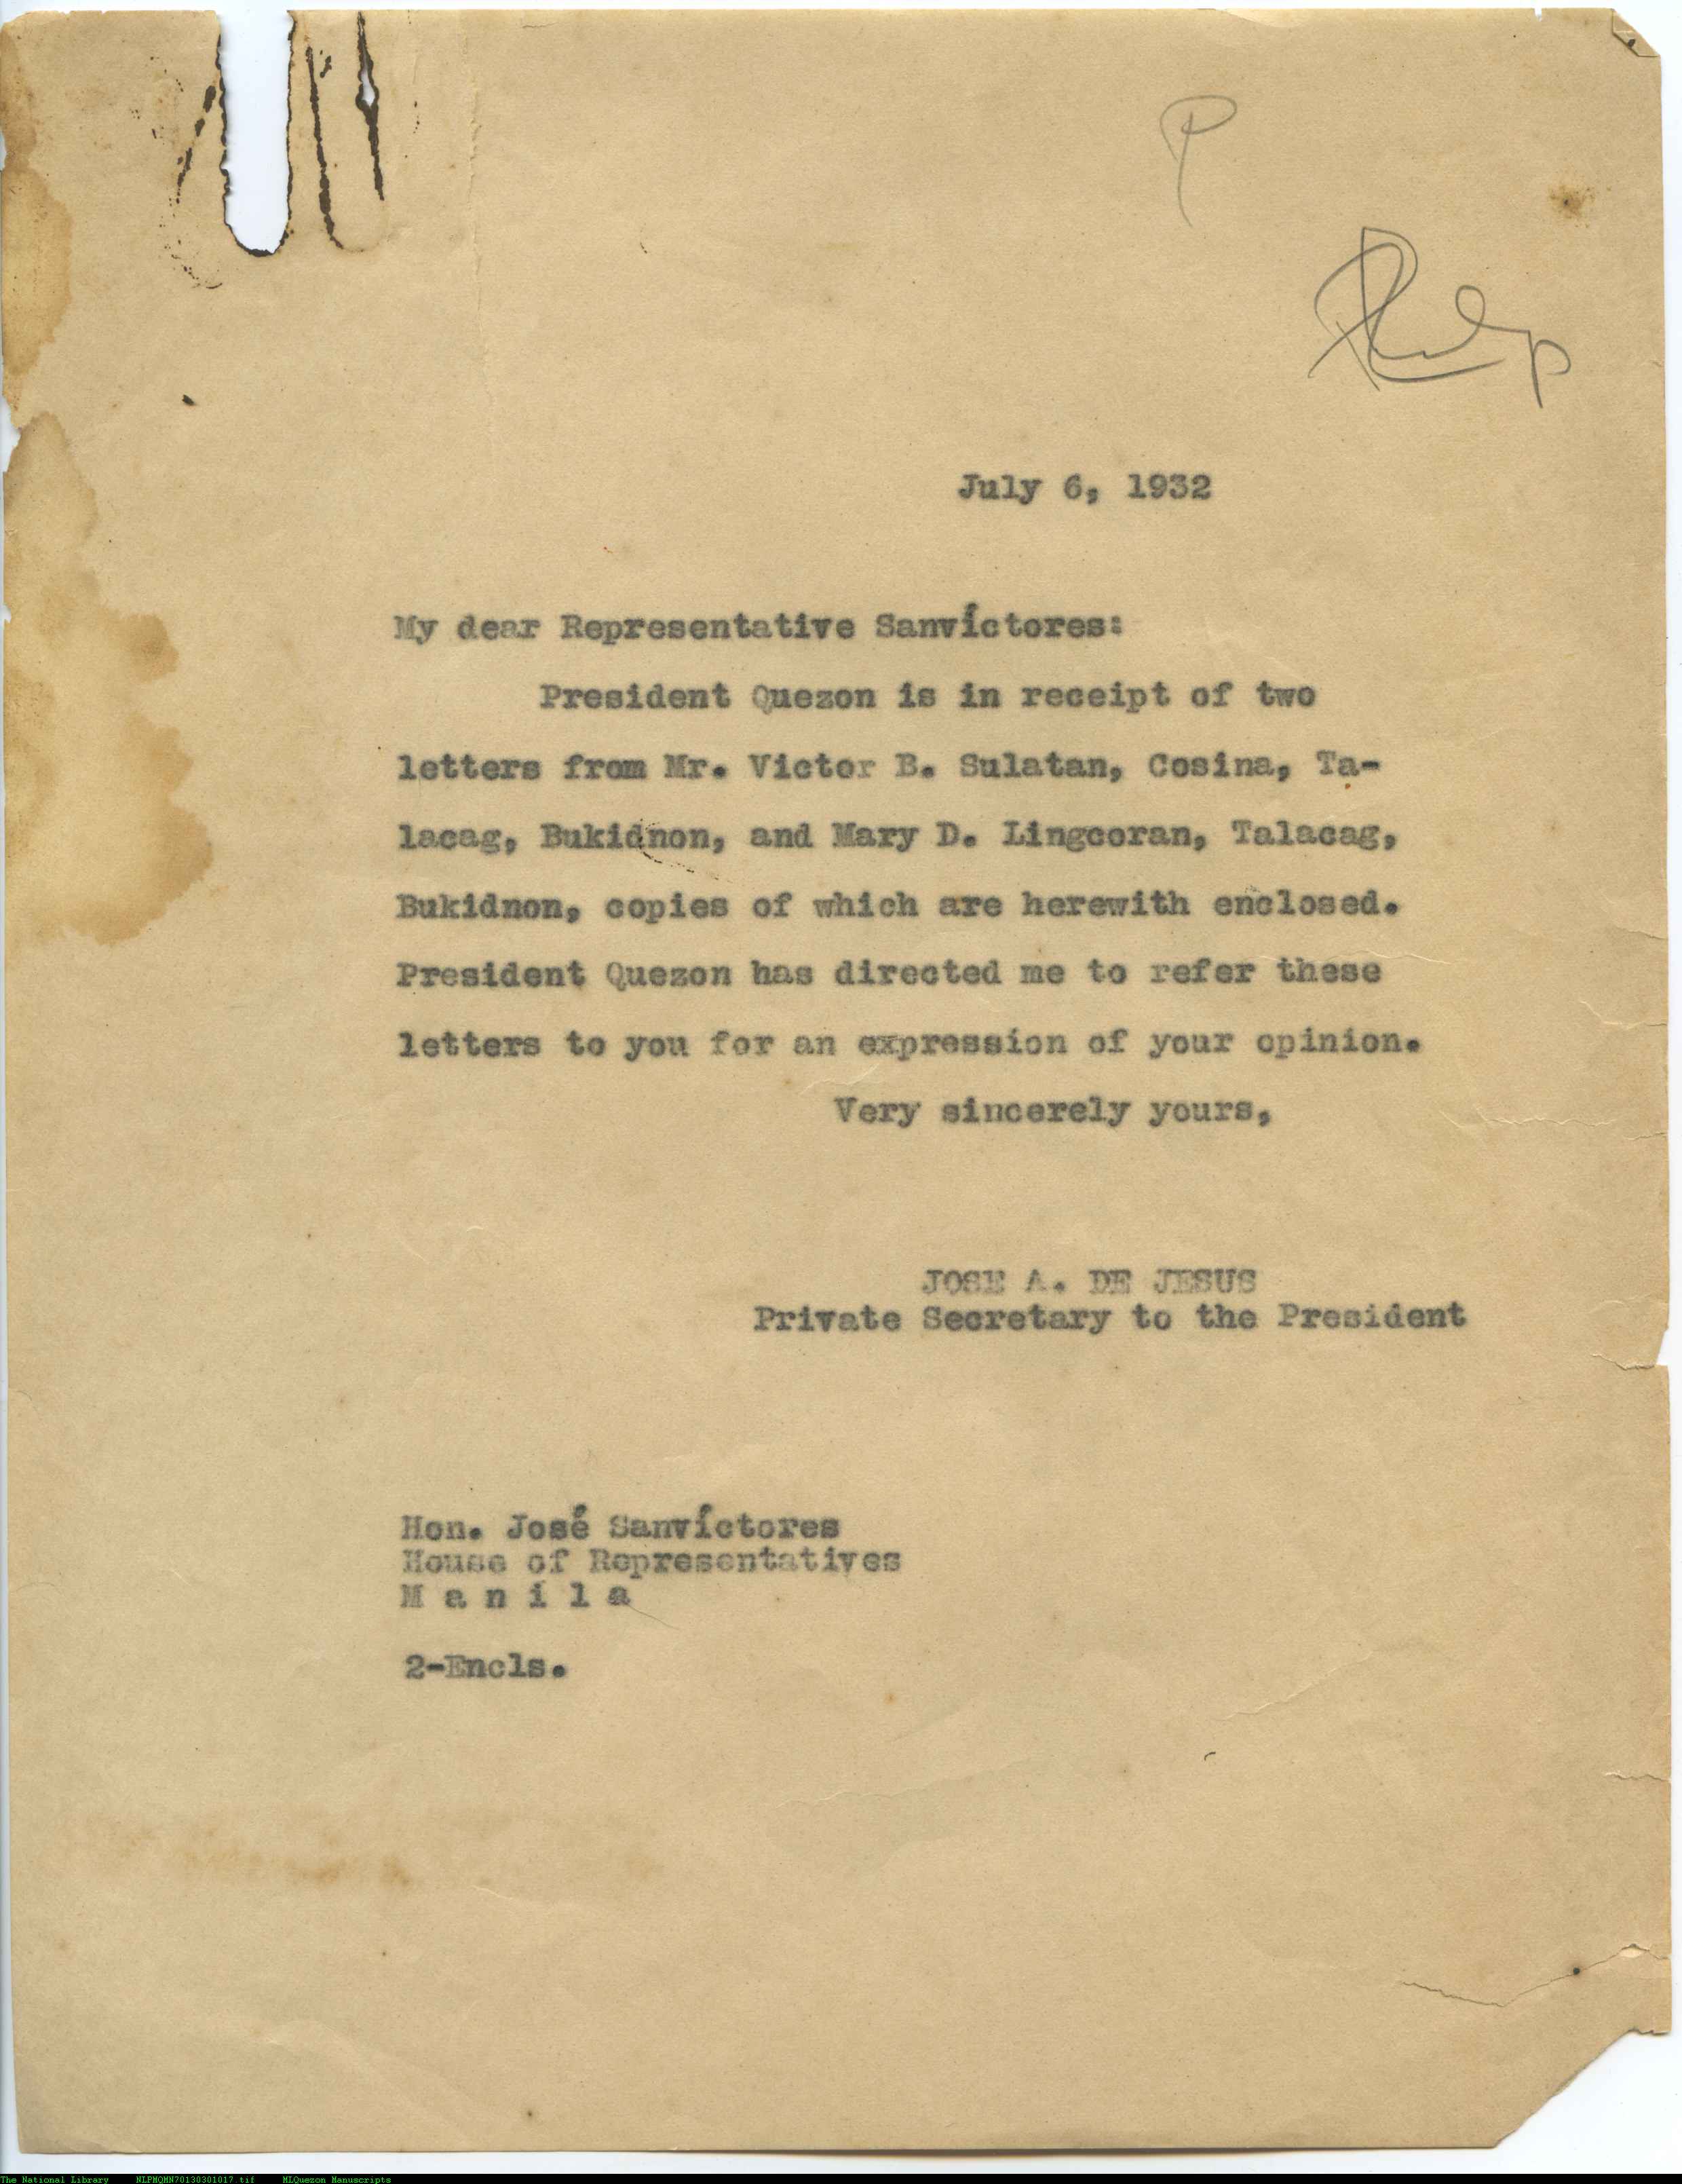 P
July 6, 1932
My dear Representative Sanvíctores:
President Quezon is in receipt of two
letters from Mr. Victor B. Sulatan, Cosina, Ta-
lacag, Bukidnon, and Mary D. Lingcoran, Talacag,
Bukidnon, copies of which are herewith enclosed.
President Quezon has directed me to refer these
letters to you for an expression of your opinion.
Very sincerely yours,
JOSE A. DE JESUS
Private Secretary to the President
Hon. José Sanvíctores
House of Representatives
M a n i l a
2-Encls.
The National Library NLPMQMN70130301017.tif MLQuezon Manuscripts